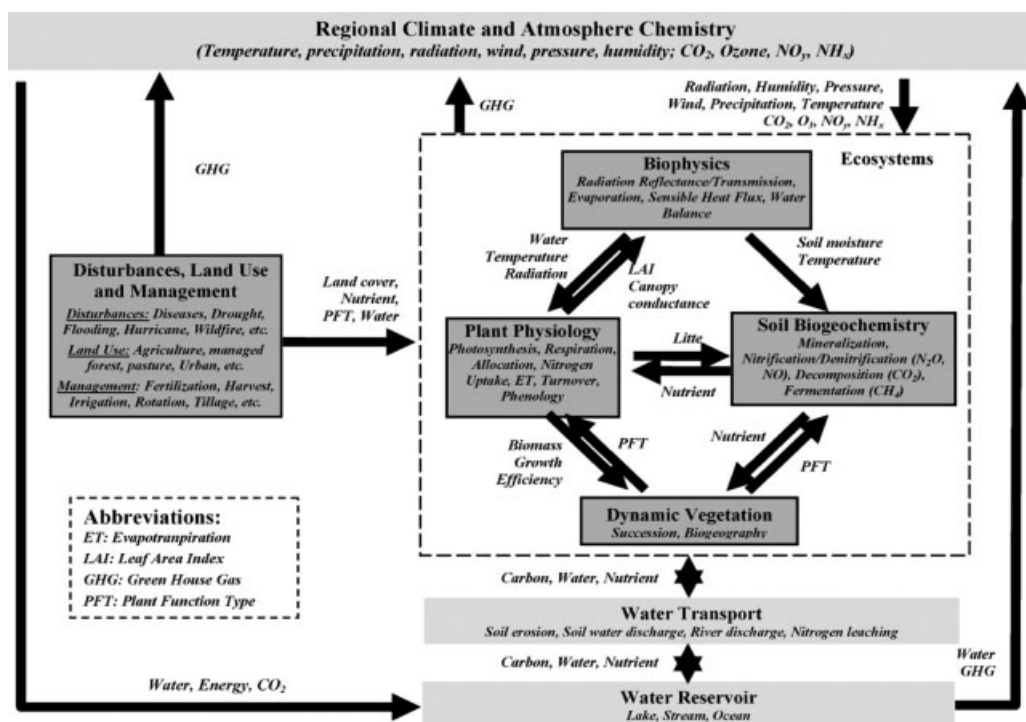 Regional Climate and Atmosphere Chemistry
(Temperature, precipitation, radiation, wind, pressure, humidity; CO₂, Ozone, NOy, NHx)
GHG
GHG
Radiation, Humidity, Pressure,
Wind, Precipitation, Temperature
CO₂, O₃, NOy, NHx
Ecosystems
Biophysics
Radiation Reflectance/Transmission,
Evaporation, Sensible Heat Flux, Water
Balance
Water
Temperature
Radiation
LAI
Canopy
conductance
Soil moisture
Temperature
Disturbances, Land Use
and Management
Disturbances: Diseases, Drought,
Flooding, Hurricane, Wildfire, etc.
Land Use: Agriculture, managed
forest, pasture, Urban, etc.
Management: Fertilization, Harvest,
Irrigation, Rotation, Tillage, etc.
Land cover,
Nutrient,
PFT, Water
Plant Physiology
Photosynthesis, Respiration,
Allocation, Nitrogen
Uptake, ET, Turnover,
Phenology
Litte
Nutrient
Soil Biogeochemistry
Mineralization,
Nitrification/Denitrification (N₂O,
NO), Decomposition (CO₂),
Fermentation (CH₄)
Biomass
Growth
Efficiency
PFT
Nutrient
PFT
Dynamic Vegetation
Succession, Biogeography
Abbreviations:
ET: Evapotranpiration
LAI: Leaf Area Index
GHG: Green House Gas
PFT: Plant Function Type
Carbon, Water, Nutrient
Water Transport
Soil erosion, Soil water discharge, River discharge, Nitrogen leaching
Carbon, Water, Nutrient
Water, Energy, CO₂
Water Reservoir
Lake, Stream, Ocean
Water
GHG